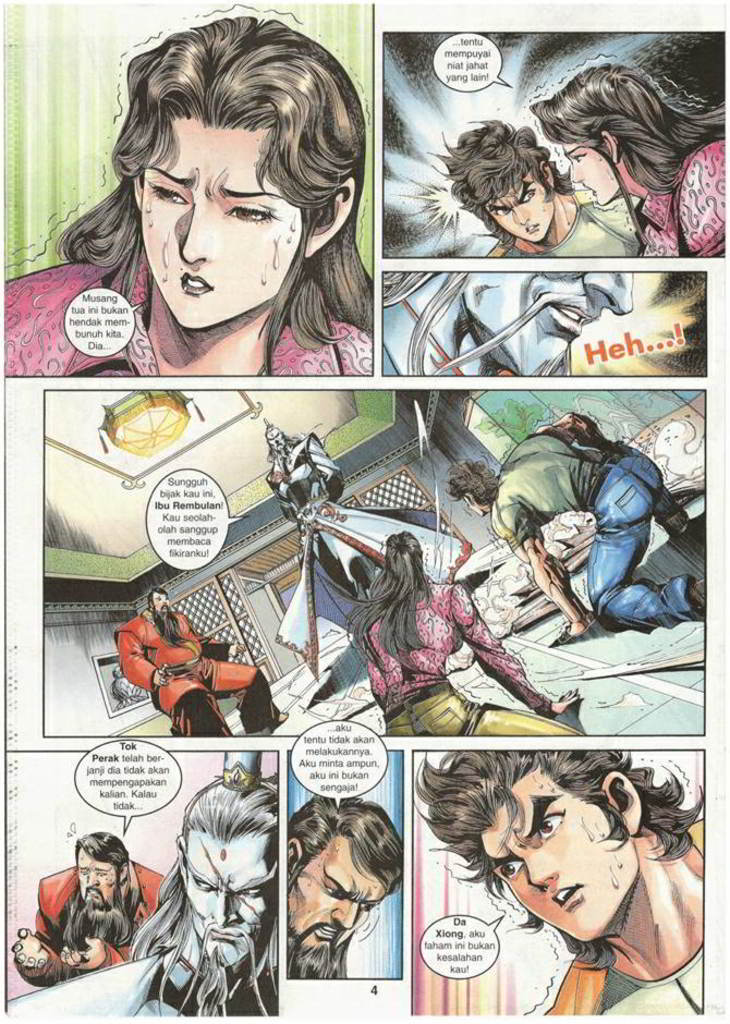 Musang
tua ini bukan
hendak mem-
bunuh kita.
Dia...
...tentu
mempuyai
niat jahat
yang lain!
Heh...!
Sungguh
bijak kau ini,
Ibu Rembulan!
Kau seolah-
olah sanggup
membaca
fikiranku!
Tok
Perak telah ber-
janji dia tidak akan
mempengapakan
kalian. Kalau
tidak...
...aku
tentu tidak akan
melakukannya.
Aku minta ampun,
aku ini bukan
sengaja!
Da
Xiong, aku
faham ini bukan
kesalahan
kau!
4